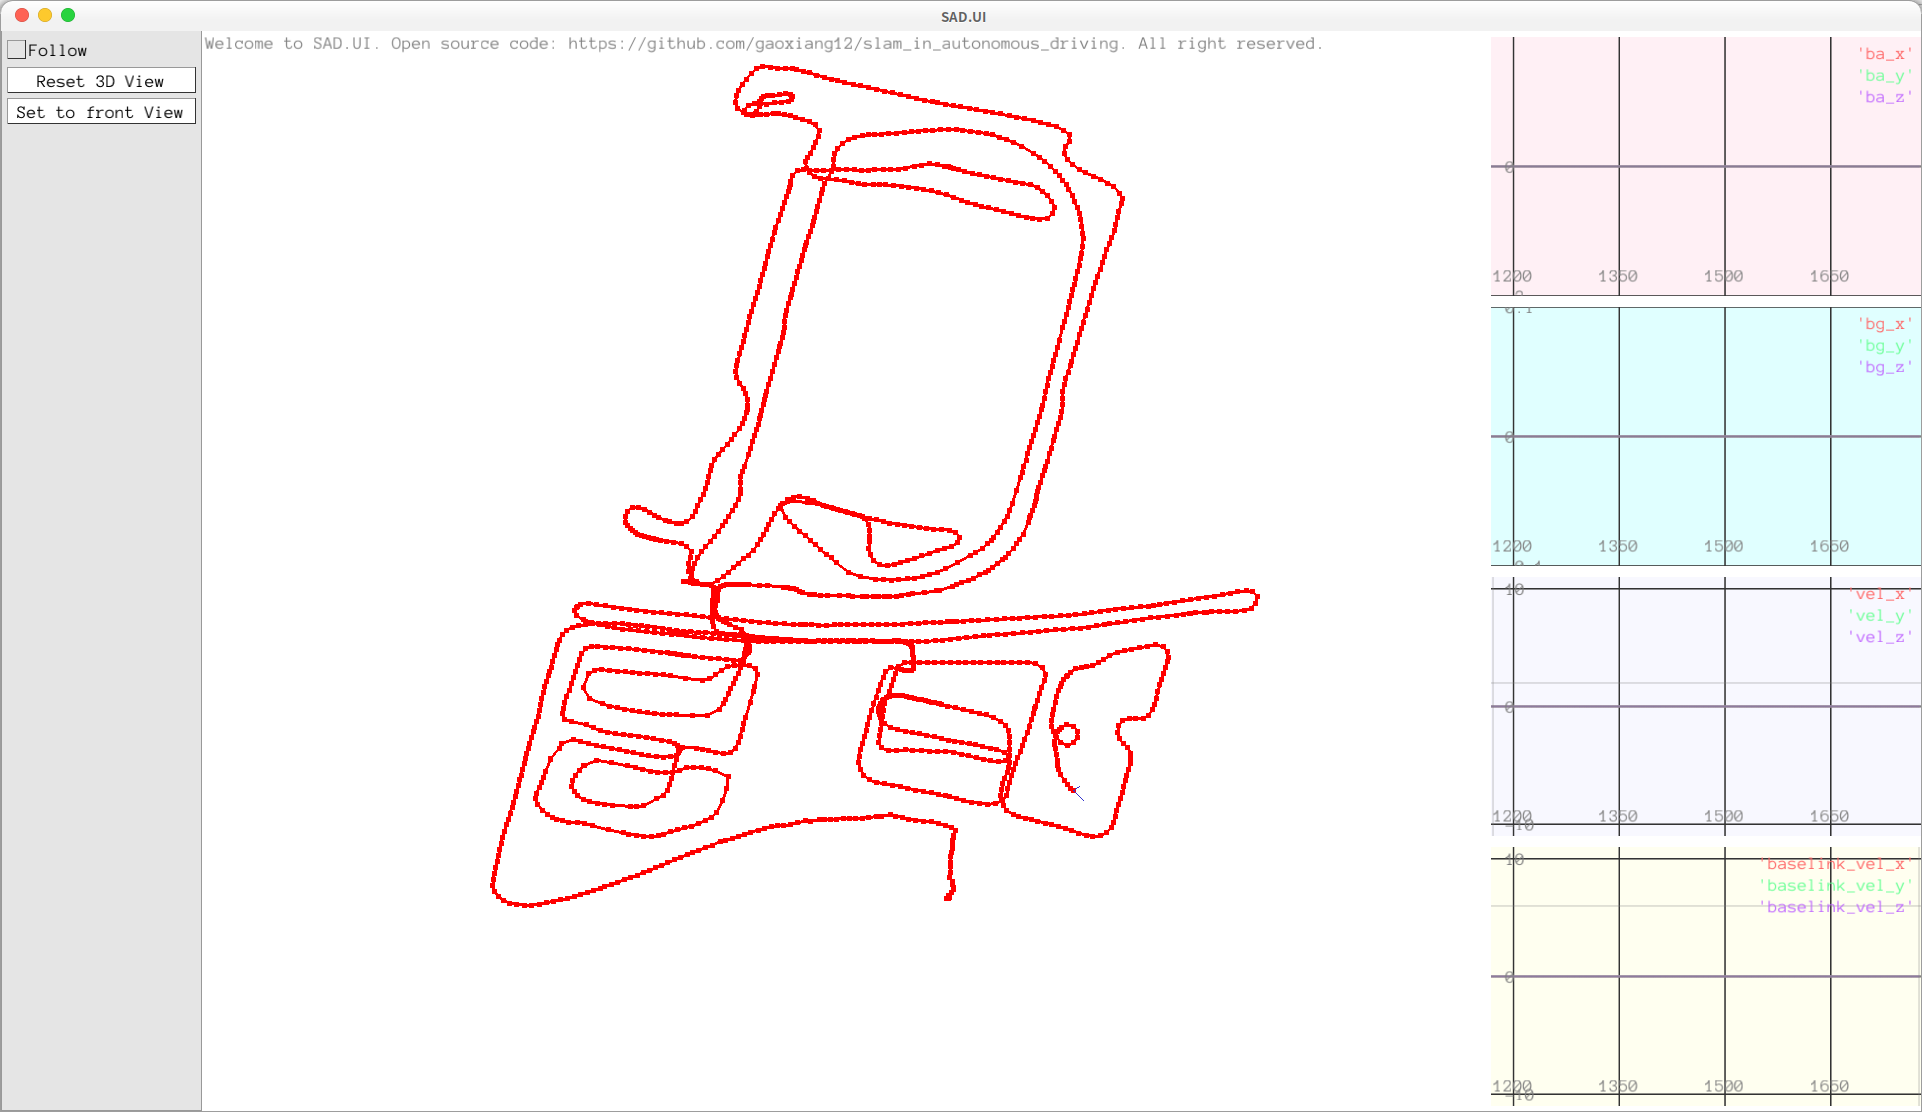 SAD.UI
Follow
Reset 3D View
Set to front View
Welcome to SAD.UI. Open source code: https://github.com/gaoxiang12/slam_in_autonomous_driving. All right reserved.
'ba_x'
'ba_y'
'ba_z'
0
1200 1350 1500 1650
'bg_x'
'bg_y'
'bg_z'
0
1200 1350 1500 1650
10
'vel_x'
'vel_y'
'vel_z'
0
1200 1350 1500 1650
-10
10
'baselink_vel_x'
'baselink_vel_y'
'baselink_vel_z'
0
1200 1350 1500 1650
-10